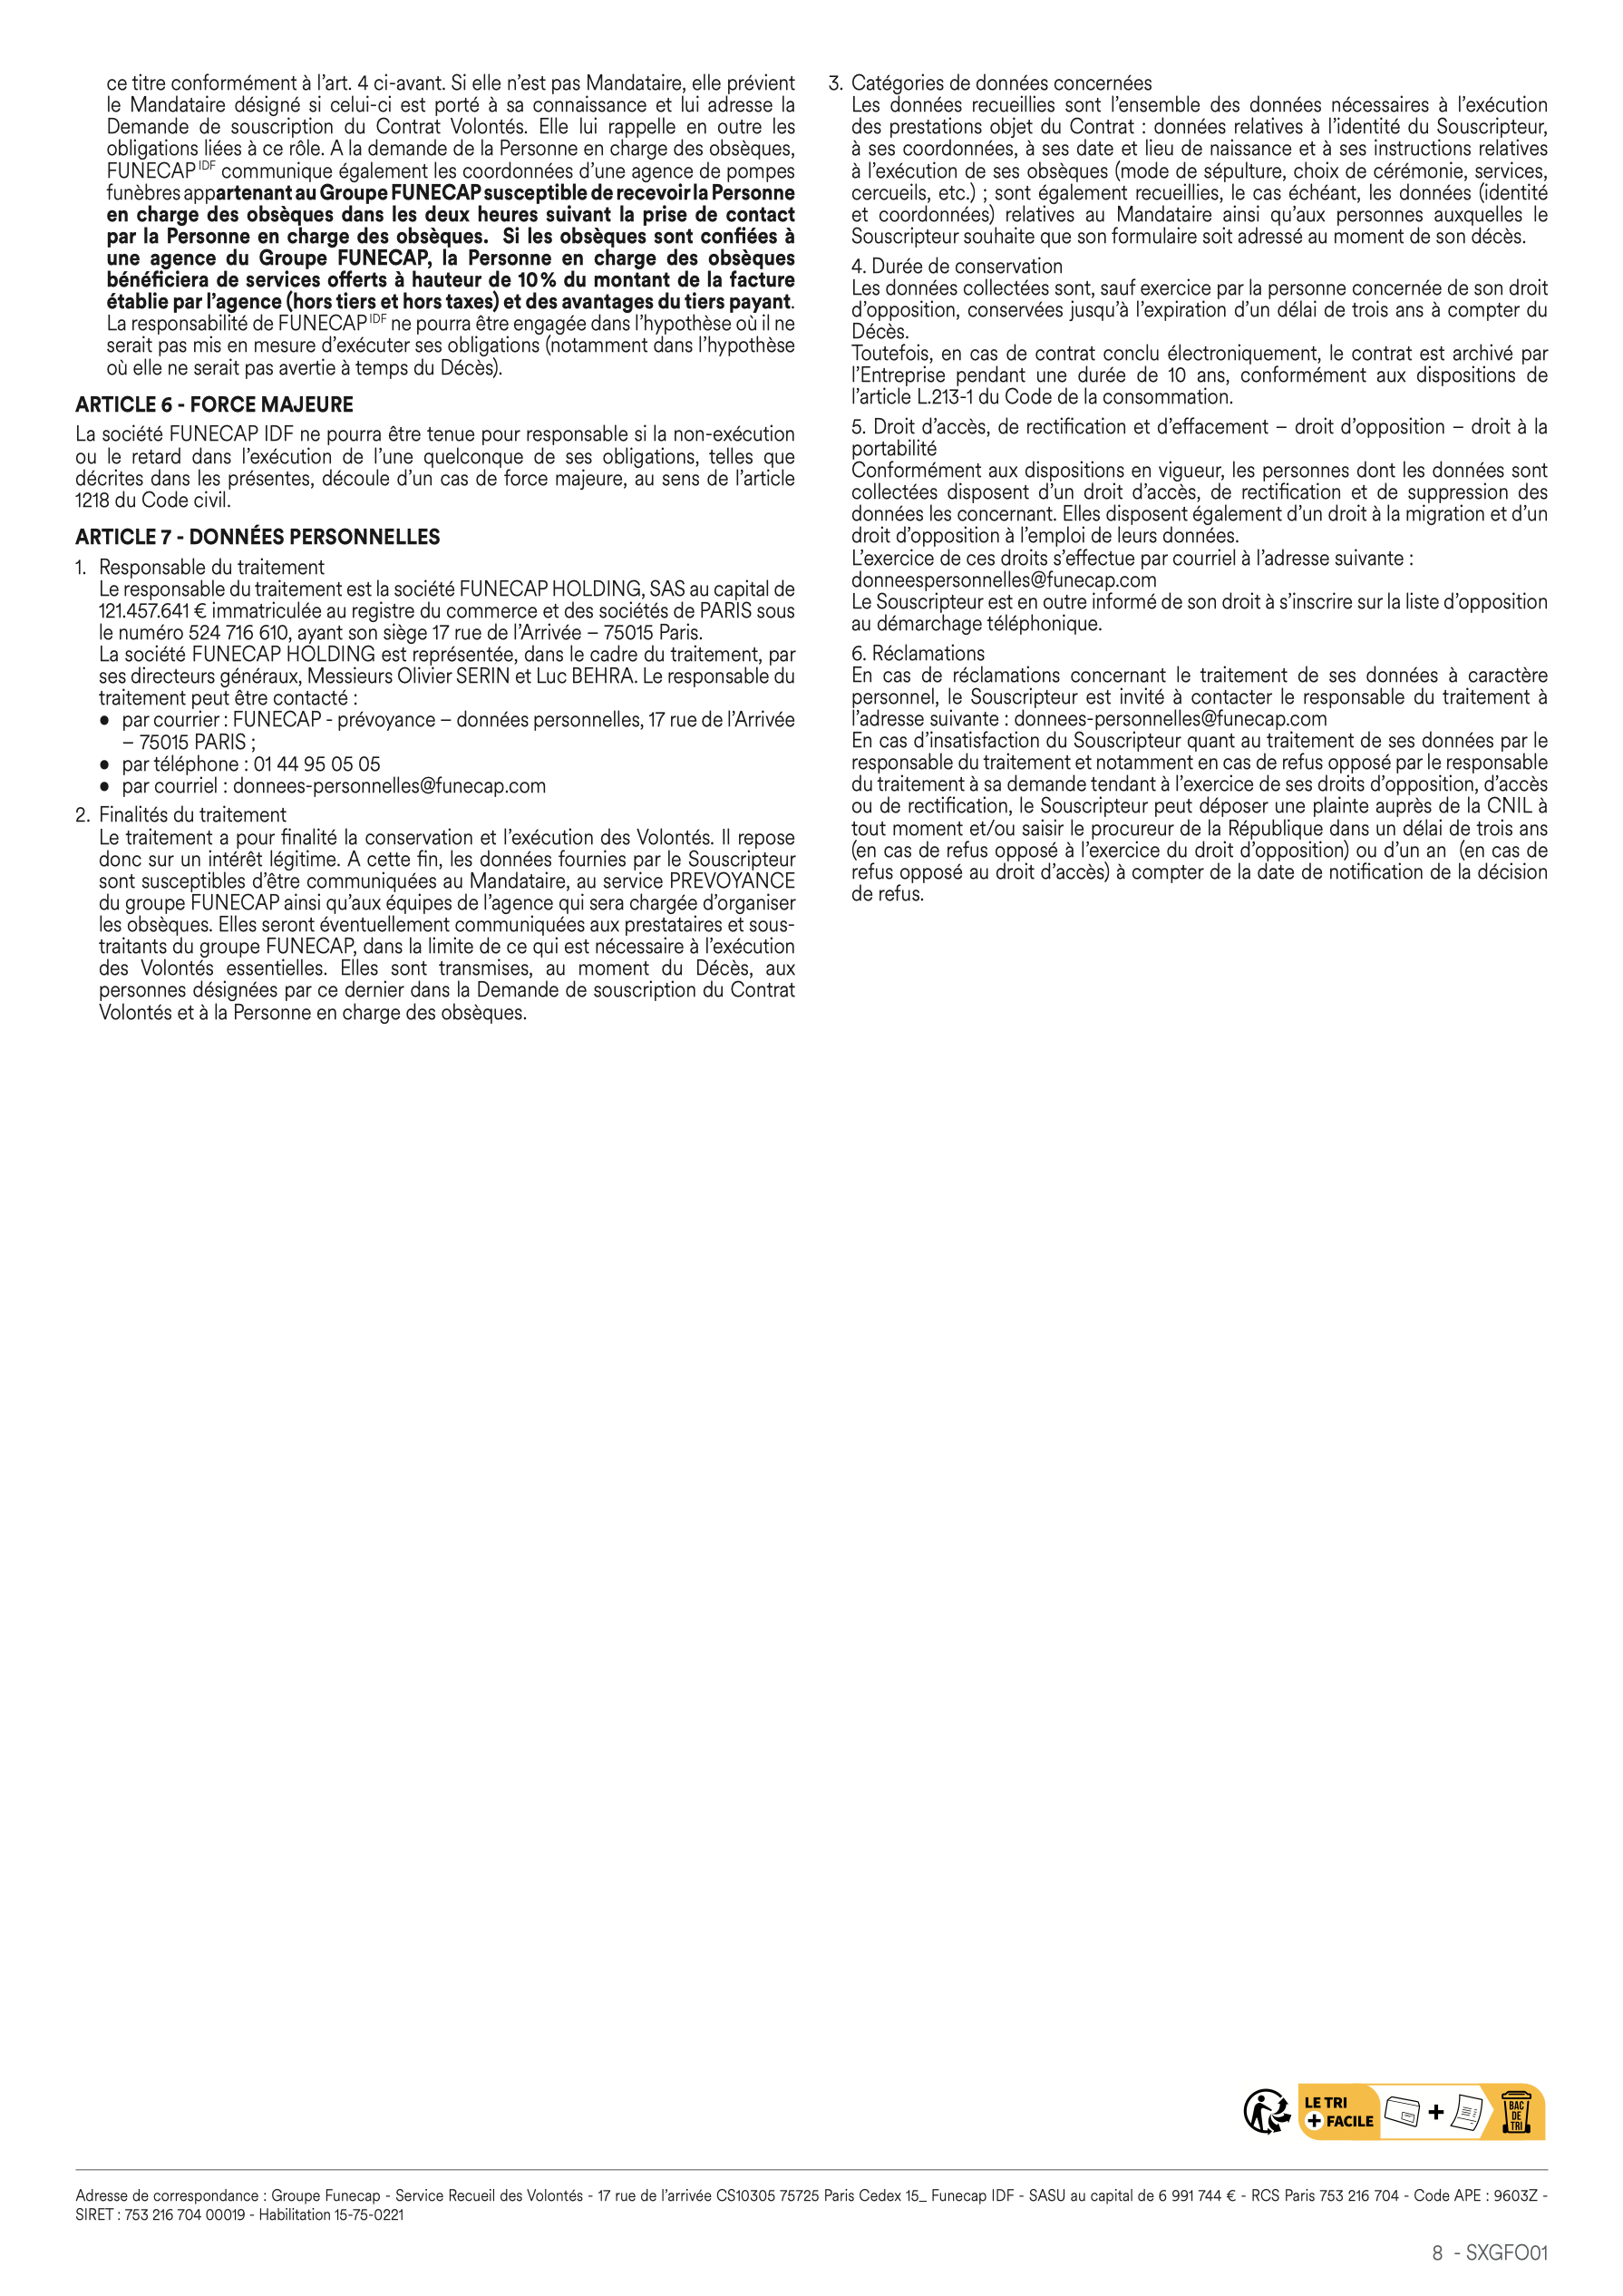 ce titre conformément à l’art. 4 ci-avant. Si elle n’est pas Mandataire, elle prévient
le Mandataire désigné si celui-ci est porté à sa connaissance et lui adresse la
Demande de souscription du Contrat Volontés. Elle lui rappelle en outre les
obligations liées à ce rôle. A la demande de la Personne en charge des obsèques,
FUNECAP IDF communique également les coordonnées d’une agence de pompes
funèbres appartenant au Groupe FUNECAP susceptible de recevoir la Personne
en charge des obsèques dans les deux heures suivant la prise de contact
par la Personne en charge des obsèques. Si les obsèques sont confiées à
une agence du Groupe FUNECAP, la Personne en charge des obsèques
bénéficiera de services offerts à hauteur de 10 % du montant de la facture
établie par l’agence (hors tiers et hors taxes) et des avantages du tiers payant.
La responsabilité de FUNECAP IDF ne pourra être engagée dans l’hypothèse où il ne
serait pas mis en mesure d’exécuter ses obligations (notamment dans l’hypothèse
où elle ne serait pas avertie à temps du Décès).
ARTICLE 6 - FORCE MAJEURE
La société FUNECAP IDF ne pourra être tenue pour responsable si la non-exécution
ou le retard dans l’exécution de l’une quelconque de ses obligations, telles que
décrites dans les présentes, découle d’un cas de force majeure, au sens de l’article
1218 du Code civil.
ARTICLE 7 - DONNÉES PERSONNELLES
1. Responsable du traitement
Le responsable du traitement est la société FUNECAP HOLDING, SAS au capital de
121.457.641 € immatriculée au registre du commerce et des sociétés de PARIS sous
le numéro 524 716 610, ayant son siège 17 rue de l’Arrivée – 75015 Paris.
La société FUNECAP HOLDING est représentée, dans le cadre du traitement, par
ses directeurs généraux, Messieurs Olivier SERIN et Luc BEHRA. Le responsable du
traitement peut être contacté :
• par courrier : FUNECAP - prévoyance – données personnelles, 17 rue de l’Arrivée
– 75015 PARIS ;
• par téléphone : 01 44 95 05 05
• par courriel : donnees-personnelles@funecap.com
2. Finalités du traitement
Le traitement a pour finalité la conservation et l’exécution des Volontés. Il repose
donc sur un intérêt légitime. A cette fin, les données fournies par le Souscripteur
sont susceptibles d’être communiquées au Mandataire, au service PREVOYANCE
du groupe FUNECAP ainsi qu’aux équipes de l’agence qui sera chargée d’organiser
les obsèques. Elles seront éventuellement communiquées aux prestataires et sous-
traitants du groupe FUNECAP, dans la limite de ce qui est nécessaire à l’exécution
des Volontés essentielles. Elles sont transmises, au moment du Décès, aux
personnes désignées par ce dernier dans la Demande de souscription du Contrat
Volontés et à la Personne en charge des obsèques.
3. Catégories de données concernées
Les données recueillies sont l’ensemble des données nécessaires à l’exécution
des prestations objet du Contrat : données relatives à l’identité du Souscripteur,
à ses coordonnées, à ses date et lieu de naissance et à ses instructions relatives
à l’exécution de ses obsèques (mode de sépulture, choix de cérémonie, services,
cercueils, etc.) ; sont également recueillies, le cas échéant, les données (identité
et coordonnées) relatives au Mandataire ainsi qu’aux personnes auxquelles le
Souscripteur souhaite que son formulaire soit adressé au moment de son décès.
4. Durée de conservation
Les données collectées sont, sauf exercice par la personne concernée de son droit
d’opposition, conservées jusqu’à l’expiration d’un délai de trois ans à compter du
Décès.
Toutefois, en cas de contrat conclu électroniquement, le contrat est archivé par
l’Entreprise pendant une durée de 10 ans, conformément aux dispositions de
l’article L.213-1 du Code de la consommation.
5. Droit d’accès, de rectification et d’effacement – droit d’opposition – droit à la
portabilité
Conformément aux dispositions en vigueur, les personnes dont les données sont
collectées disposent d’un droit d’accès, de rectification et de suppression des
données les concernant. Elles disposent également d’un droit à la migration et d’un
droit d’opposition à l’emploi de leurs données.
L’exercice de ces droits s’effectue par courriel à l’adresse suivante :
donneespersonnelles@funecap.com
Le Souscripteur est en outre informé de son droit à s’inscrire sur la liste d’opposition
au démarchage téléphonique.
6. Réclamations
En cas de réclamations concernant le traitement de ses données à caractère
personnel, le Souscripteur est invité à contacter le responsable du traitement à
l’adresse suivante : donnees-personnelles@funecap.com
En cas d’insatisfaction du Souscripteur quant au traitement de ses données par le
responsable du traitement et notamment en cas de refus opposé par le responsable
du traitement à sa demande tendant à l’exercice de ses droits d’opposition, d’accès
ou de rectification, le Souscripteur peut déposer une plainte auprès de la CNIL à
tout moment et/ou saisir le procureur de la République dans un délai de trois ans
(en cas de refus opposé à l’exercice du droit d’opposition) ou d’un an (en cas de
refus opposé au droit d’accès) à compter de la date de notification de la décision
de refus.
LE TRI
+ FACILE
+
BAC
DE
TRI
Adresse de correspondance : Groupe Funecap - Service Recueil des Volontés - 17 rue de l’arrivée CS10305 75725 Paris Cedex 15_ Funecap IDF - SASU au capital de 6 991 744 € - RCS Paris 753 216 704 - Code APE : 9603Z -
SIRET : 753 216 704 00019 - Habilitation 15-75-0221
8 - SXGFO01